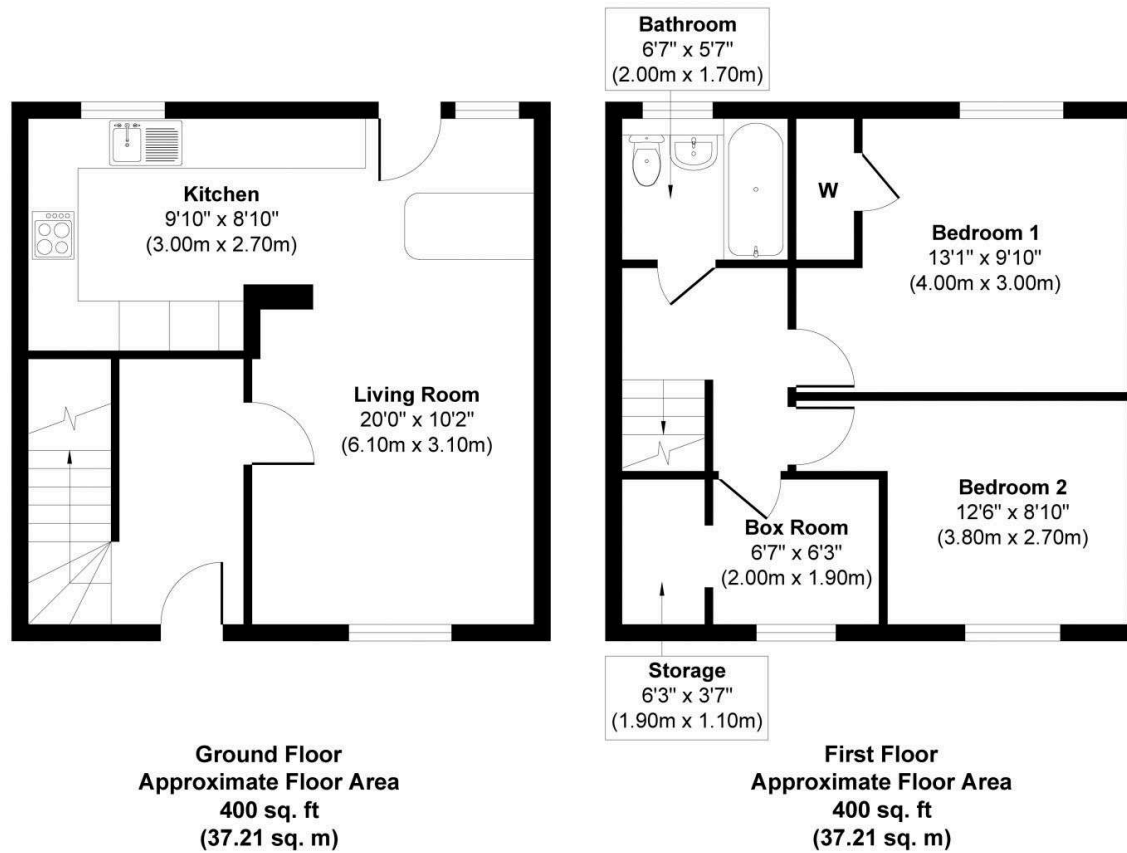 Kitchen
9'10" x 8'10"
(3.00m x 2.70m)
Living Room
20'0" x 10'2"
(6.10m x 3.10m)
Ground Floor
Approximate Floor Area
400 sq. ft
(37.21 sq. m)
Bathroom
6'7" x 5'7"
(2.00m x 1.70m)
W
Bedroom 1
13'1" x 9'10"
(4.00m x 3.00m)
Bedroom 2
12'6" x 8'10"
(3.80m x 2.70m)
Box Room
6'7" x 6'3"
(2.00m x 1.90m)
Storage
6'3" x 3'7"
(1.90m x 1.10m)
First Floor
Approximate Floor Area
400 sq. ft
(37.21 sq. m)